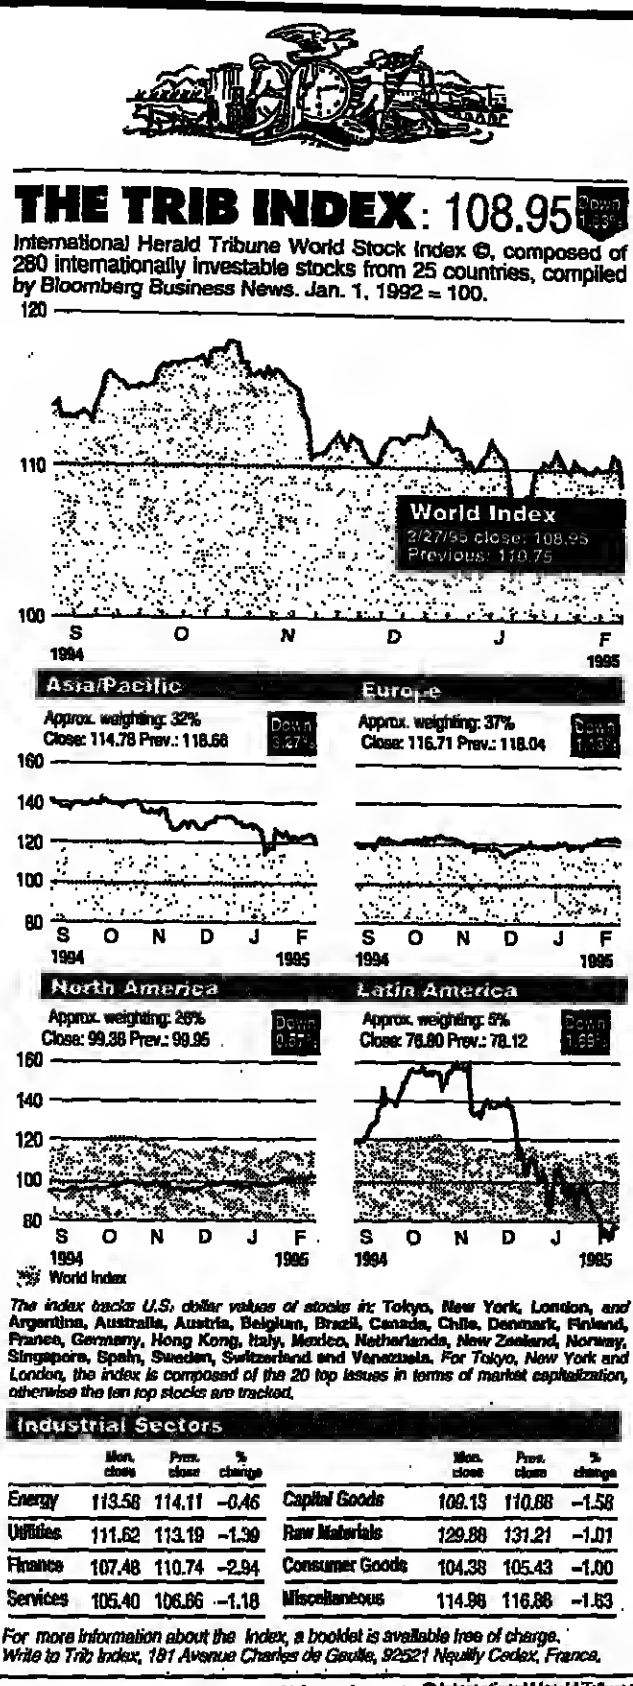 THE TRIB INDEX: 108.95
Down
International Herald Tribune World Stock Index ©, composed of
280 internationally investable stocks from 25 countries, compiled
by Bloomberg Business News. Jan. 1, 1992 = 100.
120
110
World Index
2/27/95 close: 108.95
Previous: 110.75
100
S O N D J F
1994 1995
Asia/Pacific
Approx. weighting: 32%
Close: 114.78 Prev.: 118.66
Down
3.27%
160
140
120
100
80
S O N D J F
1994 1995
Europe
Approx. weighting: 37%
Close: 116.71 Prev.: 118.04
Down
1.13%
S O N D J F
1994 1995
North America
Approx. weighting: 26%
Close: 99.38 Prev.: 99.95
Down
0.57%
160
140
120
100
80
S O N D J F
1994 1995
Latin America
Approx. weighting: 5%
Close: 76.80 Prev.: 78.12
Down
1.69%
S O N D J F
1994 1995
World Index
The index tracks U.S. dollar values of stocks in: Tokyo, New York, London, and
Argentina, Australia, Austria, Belgium, Brazil, Canada, Chile, Denmark, Finland,
France, Germany, Hong Kong, Italy, Mexico, Netherlands, New Zealand, Norway,
Singapore, Spain, Sweden, Switzerland and Venezuela. For Tokyo, New York and
London, the index is composed of the 20 top issues in terms of market capitalization,
otherwise the ten top stocks are tracked.
Industrial Sectors
Mon. close Prev. close % change Mon. close Prev. close % change
Energy 113.58 114.11 –0.46 Capital Goods 109.13 110.88 –1.58
Utilities 111.62 113.19 –1.39 Raw Materials 129.88 131.21 –1.01
Finance 107.48 110.74 –2.94 Consumer Goods 104.38 105.43 –1.00
Services 105.40 106.66 –1.18 Miscellaneous 114.98 116.88 –1.63
For more information about the Index, a booklet is available free of charge.
Write to Trib Index, 181 Avenue Charles de Gaulle, 92521 Neuilly Cedex, France.
© International Herald Tribune